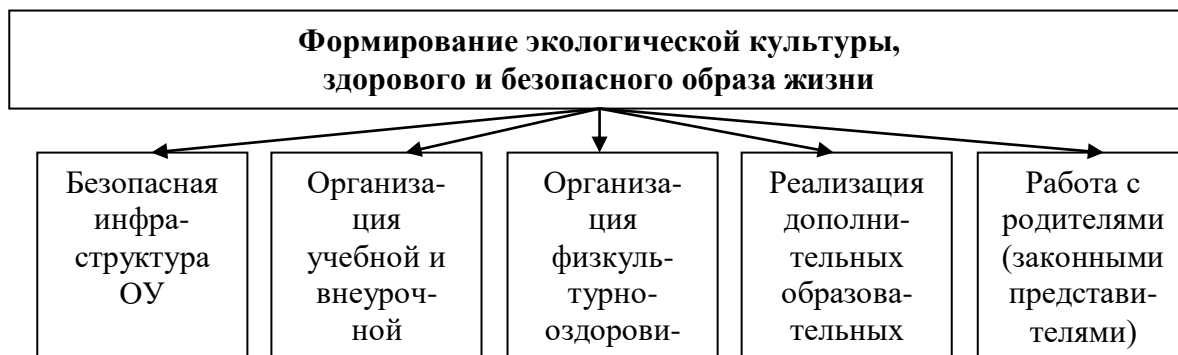 Формирование экологической культуры,
здорового и безопасного образа жизни
Безопасная
инфра-
структура
ОУ
Организа-
ция
учебной и
внеуроч-
ной
Организа-
ция
физкуль-
турно-
оздорови-
Реализация
дополни-
тельных
образова-
тельных
Работа с
родителями
(законными
представи-
телями)